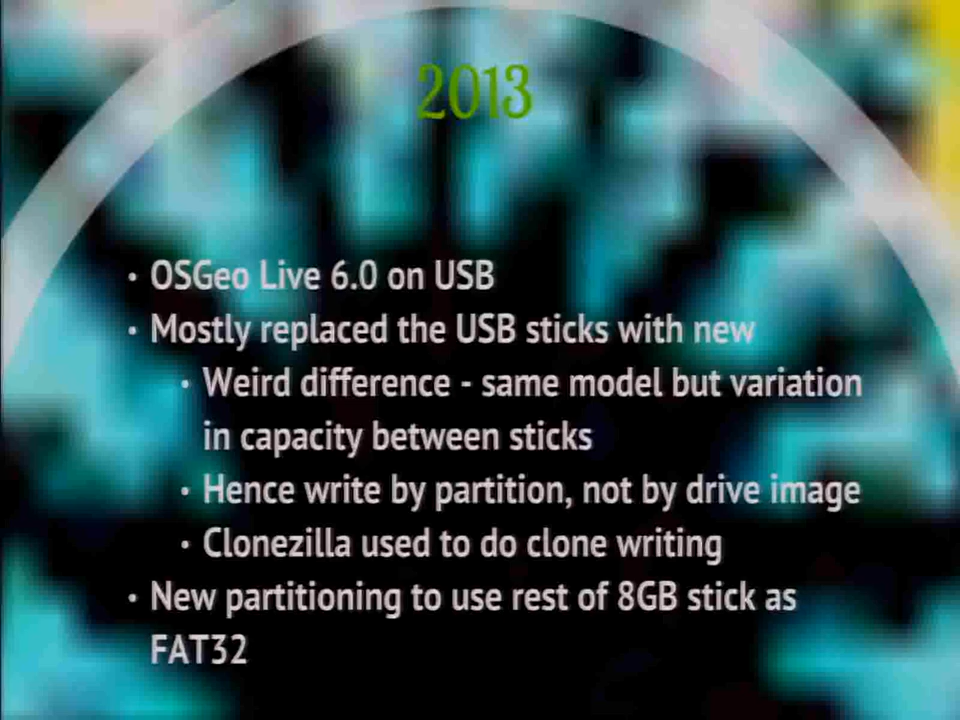 2013
• OSGeo Live 6.0 on USB
• Mostly replaced the USB sticks with new
• Weird difference - same model but variation
in capacity between sticks
• Hence write by partition, not by drive image
• Clonezilla used to do clone writing
• New partitioning to use rest of 8GB stick as
FAT32